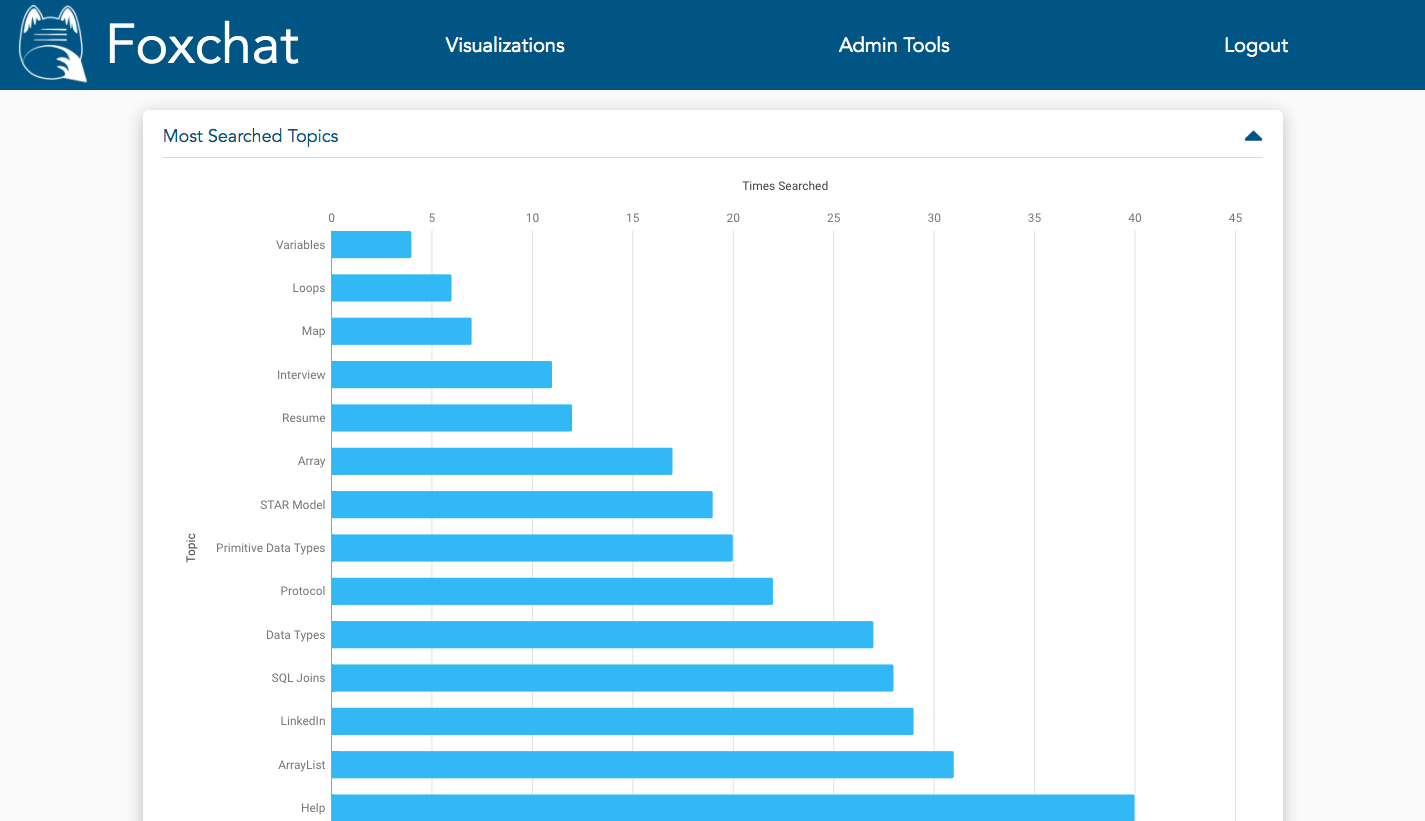 Foxchat
Visualizations
Admin Tools
Logout
Most Searched Topics
Times Searched
0 5 10 15 20 25 30 35 40 45
Variables
Loops
Map
Interview
Resume
Array
STAR Model
Topic
Primitive Data Types
Protocol
Data Types
SQL Joins
LinkedIn
ArrayList
Help